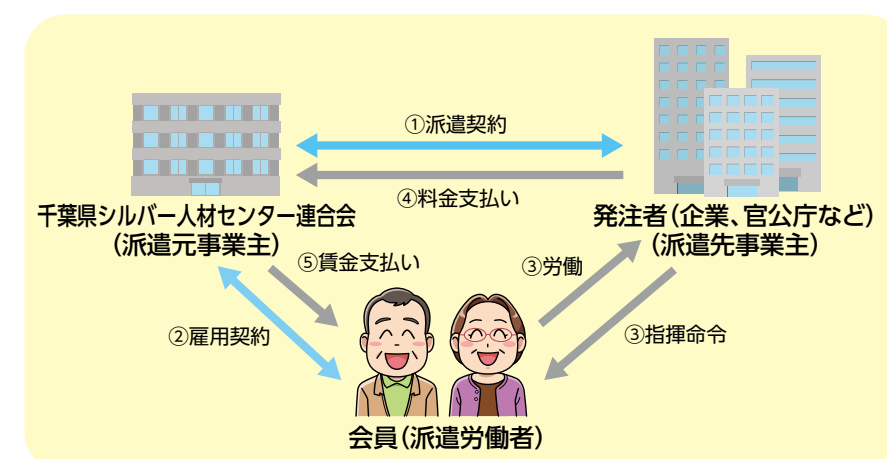 ①派遣契約
④料金支払い
千葉県シルバー人材センター連合会
(派遣元事業主)
発注者(企業、官公庁など)
(派遣先事業主)
⑤賃金支払い
③労働
②雇用契約
③指揮命令
会員(派遣労働者)